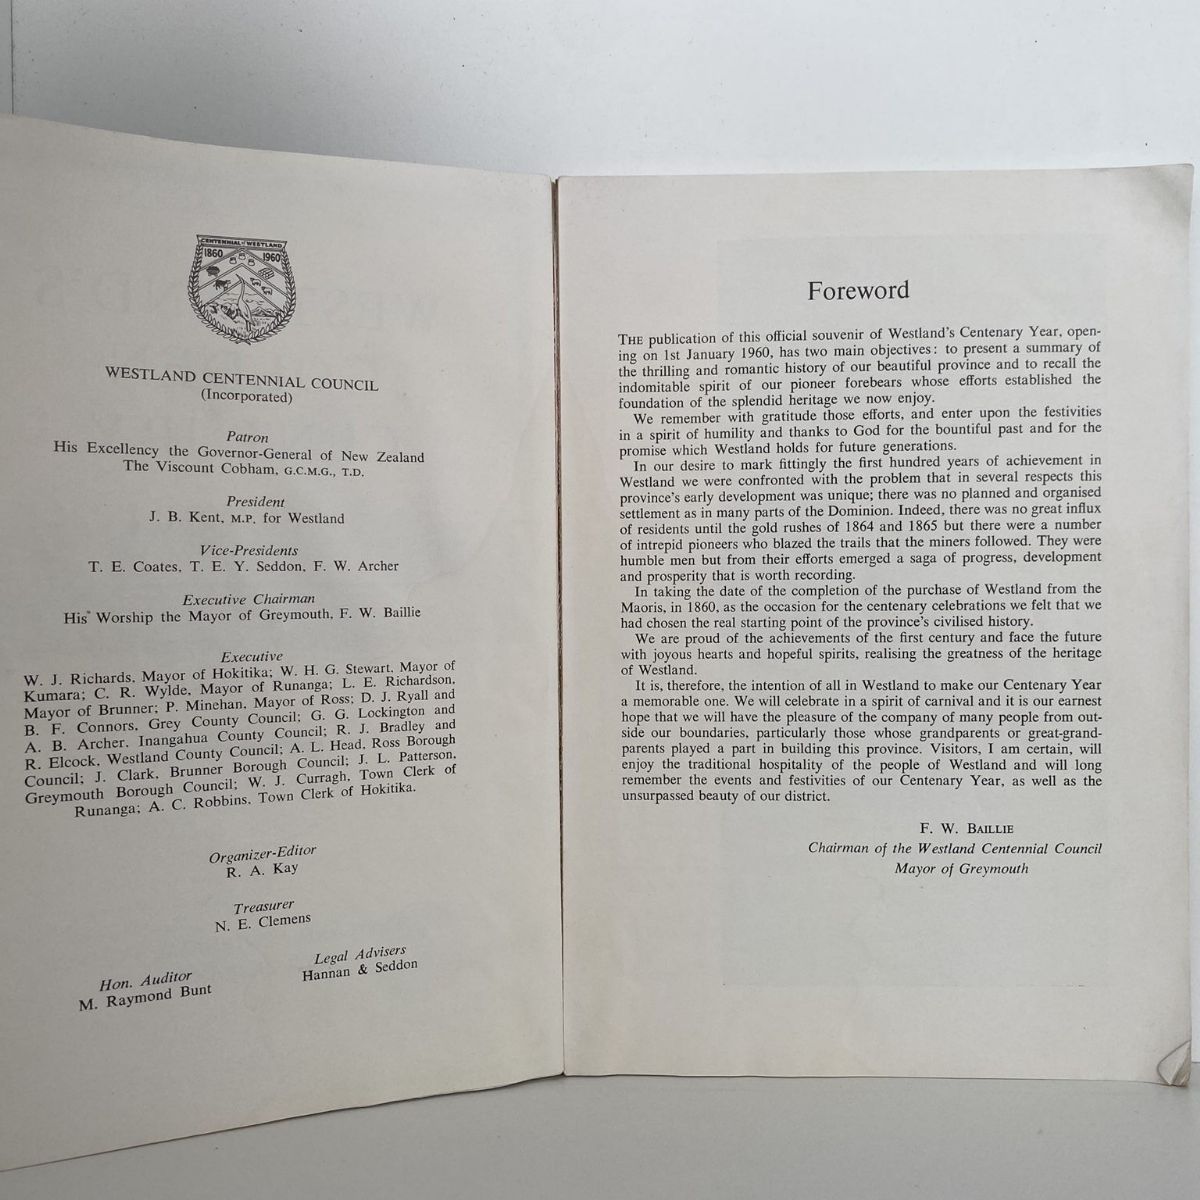 CENTENNIAL of WESTLAND
1860 1960
WESTLAND CENTENNIAL COUNCIL
(Incorporated)
Patron
His Excellency the Governor-General of New Zealand
The Viscount Cobham, G.C.M.G., T.D.
President
J. B. Kent, M.P. for Westland
Vice-Presidents
T. E. Coates, T. E. Y. Seddon, F. W. Archer
Executive Chairman
His Worship the Mayor of Greymouth, F. W. Baillie
Executive
W. J. Richards, Mayor of Hokitika; W. H. G. Stewart, Mayor of
Kumara; C. R. Wylde, Mayor of Runanga; L. E. Richardson,
Mayor of Brunner; P. Minehan, Mayor of Ross; D. J. Ryall and
B. F. Connors, Grey County Council; G. G. Lockington and
A. B. Archer, Inangahua County Council; R. J. Bradley and
R. Elcock, Westland County Council; A. L. Head, Ross Borough
Council; J. Clark, Brunner Borough Council; J. L. Patterson,
Greymouth Borough Council; W. J. Curragh, Town Clerk of
Runanga; A. C. Robbins, Town Clerk of Hokitika.
Organizer-Editor
R. A. Kay
Treasurer
N. E. Clemens
Hon. Auditor
M. Raymond Bunt
Legal Advisers
Hannan & Seddon
Foreword
THE publication of this official souvenir of Westland's Centenary Year, open-
ing on 1st January 1960, has two main objectives: to present a summary of
the thrilling and romantic history of our beautiful province and to recall the
indomitable spirit of our pioneer forebears whose efforts established the
foundation of the splendid heritage we now enjoy.
We remember with gratitude those efforts, and enter upon the festivities
in a spirit of humility and thanks to God for the bountiful past and for the
promise which Westland holds for future generations.
In our desire to mark fittingly the first hundred years of achievement in
Westland we were confronted with the problem that in several respects this
province's early development was unique; there was no planned and organised
settlement as in many parts of the Dominion. Indeed, there was no great influx
of residents until the gold rushes of 1864 and 1865 but there were a number
of intrepid pioneers who blazed the trails that the miners followed. They were
humble men but from their efforts emerged a saga of progress, development
and prosperity that is worth recording.
In taking the date of the completion of the purchase of Westland from the
Maoris, in 1860, as the occasion for the centenary celebrations we felt that we
had chosen the real starting point of the province's civilised history.
We are proud of the achievements of the first century and face the future
with joyous hearts and hopeful spirits, realising the greatness of the heritage
of Westland.
It is, therefore, the intention of all in Westland to make our Centenary Year
a memorable one. We will celebrate in a spirit of carnival and it is our earnest
hope that we will have the pleasure of the company of many people from out-
side our boundaries, particularly those whose grandparents or great-grand-
parents played a part in building this province. Visitors, I am certain, will
enjoy the traditional hospitality of the people of Westland and will long
remember the events and festivities of our Centenary Year, as well as the
unsurpassed beauty of our district.
F. W. BAILLIE
Chairman of the Westland Centennial Council
Mayor of Greymouth